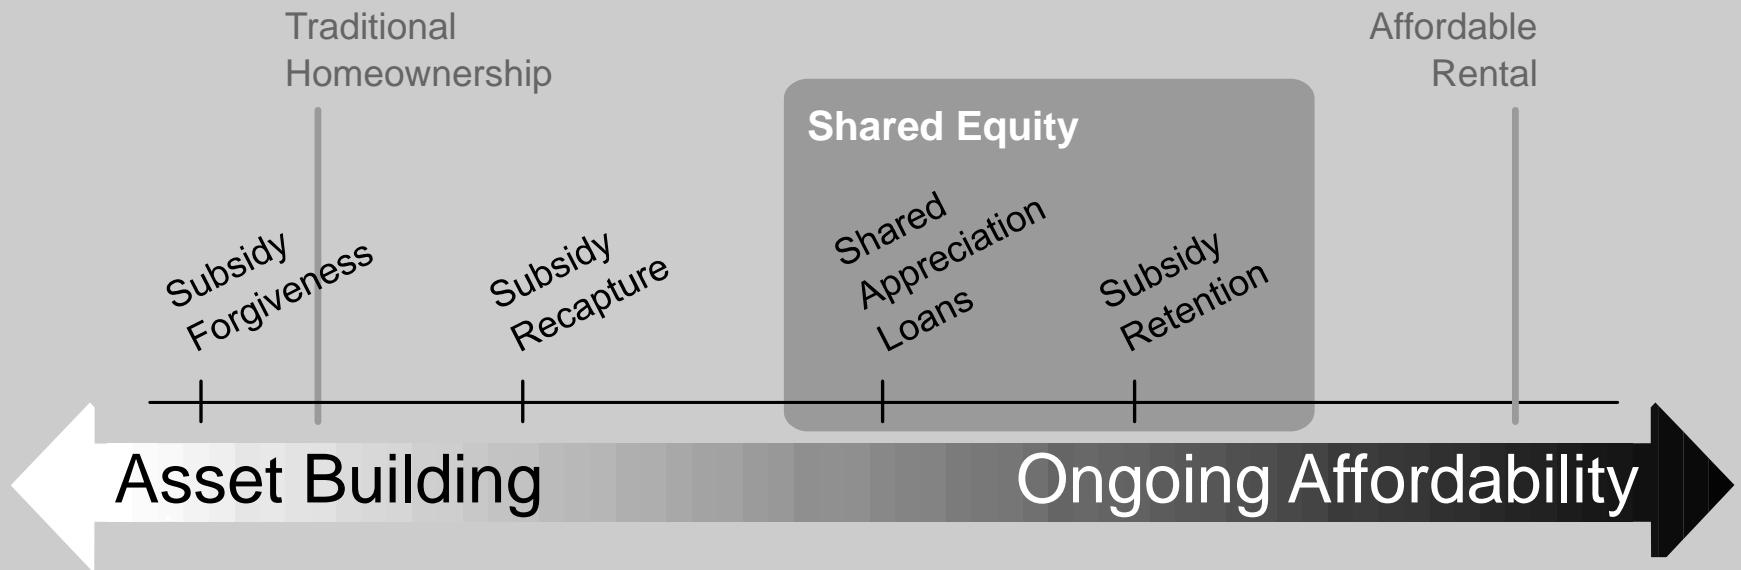 Traditional
Homeownership
Affordable
Rental
Shared Equity
Subsidy
Forgiveness
Subsidy
Recapture
Shared
Appreciation
Loans
Subsidy
Retention
Asset Building
Ongoing Affordability